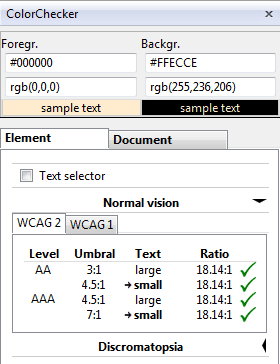 ColorChecker
Foregr. Backgr.
#000000 #FFECCE
rgb(0,0,0) rgb(255,236,206)
sample text sample text
Element Document
Text selector
Normal vision
WCAG 2 WCAG 1
Level Umbral Text Ratio
AA 3:1 large 18.14:1
4.5:1 small 18.14:1
AAA 4.5:1 large 18.14:1
7:1 small 18.14:1
Discromatopsia